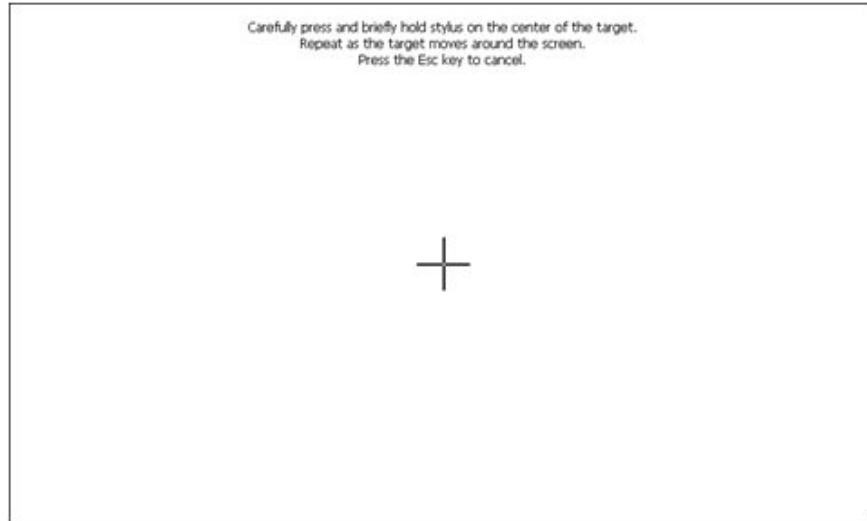 Carefully press and briefly hold stylus on the center of the target.
Repeat as the target moves around the screen.
Press the Esc key to cancel.